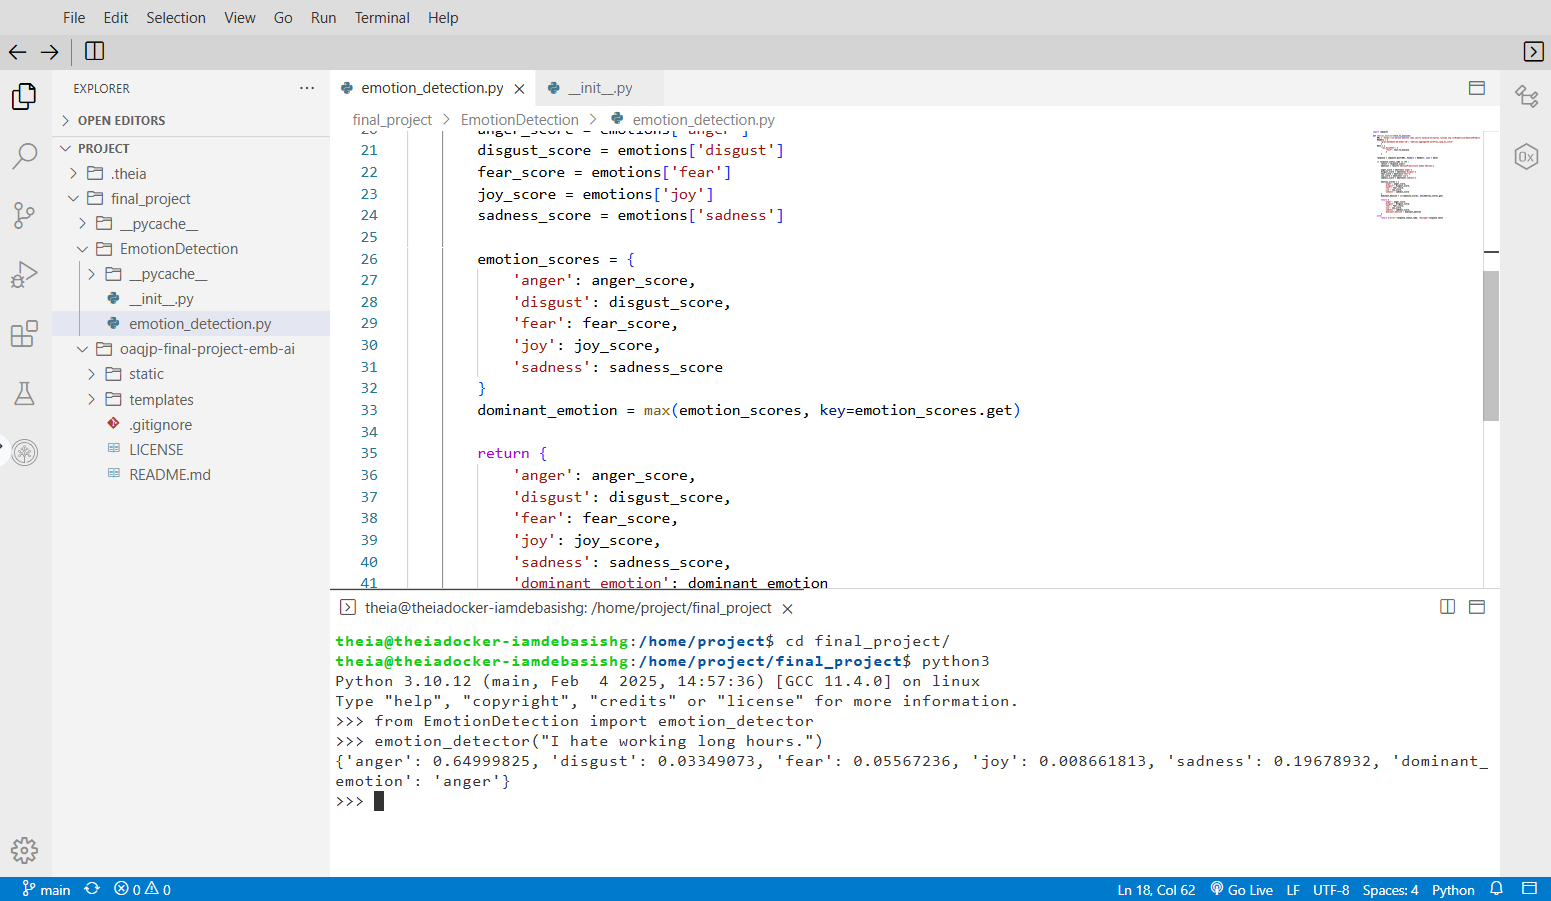 File Edit Selection View Go Run Terminal Help
EXPLORER
OPEN EDITORS
PROJECT
.theia
final_project
__pycache__
EmotionDetection
__pycache__
__init__.py
emotion_detection.py
oaqjp-final-project-emb-ai
static
templates
.gitignore
LICENSE
README.md
emotion_detection.py
__init__.py
final_project EmotionDetection emotion_detection.py
20 anger_score = emotions['anger']
21 disgust_score = emotions['disgust']
22 fear_score = emotions['fear']
23 joy_score = emotions['joy']
24 sadness_score = emotions['sadness']
25
26 emotion_scores = {
27 'anger': anger_score,
28 'disgust': disgust_score,
29 'fear': fear_score,
30 'joy': joy_score,
31 'sadness': sadness_score
32 }
33 dominant_emotion = max(emotion_scores, key=emotion_scores.get)
34
35 return {
36 'anger': anger_score,
37 'disgust': disgust_score,
38 'fear': fear_score,
39 'joy': joy_score,
40 'sadness': sadness_score,
41 'dominant_emotion': dominant_emotion
theia@theiadocker-iamdebasishg: /home/project/final_project
theia@theiadocker-iamdebasishg:/home/project$ cd final_project/
theia@theiadocker-iamdebasishg:/home/project/final_project$ python3
Python 3.10.12 (main, Feb  4 2025, 14:57:36) [GCC 11.4.0] on linux
Type "help", "copyright", "credits" or "license" for more information.
>>> from EmotionDetection import emotion_detector
>>> emotion_detector("I hate working long hours.")
{'anger': 0.64999825, 'disgust': 0.03349073, 'fear': 0.05567236, 'joy': 0.008661813, 'sadness': 0.19678932, 'dominant_
emotion': 'anger'}
>>>
main 0 0 Ln 18, Col 62 Go Live LF UTF-8 Spaces: 4 Python